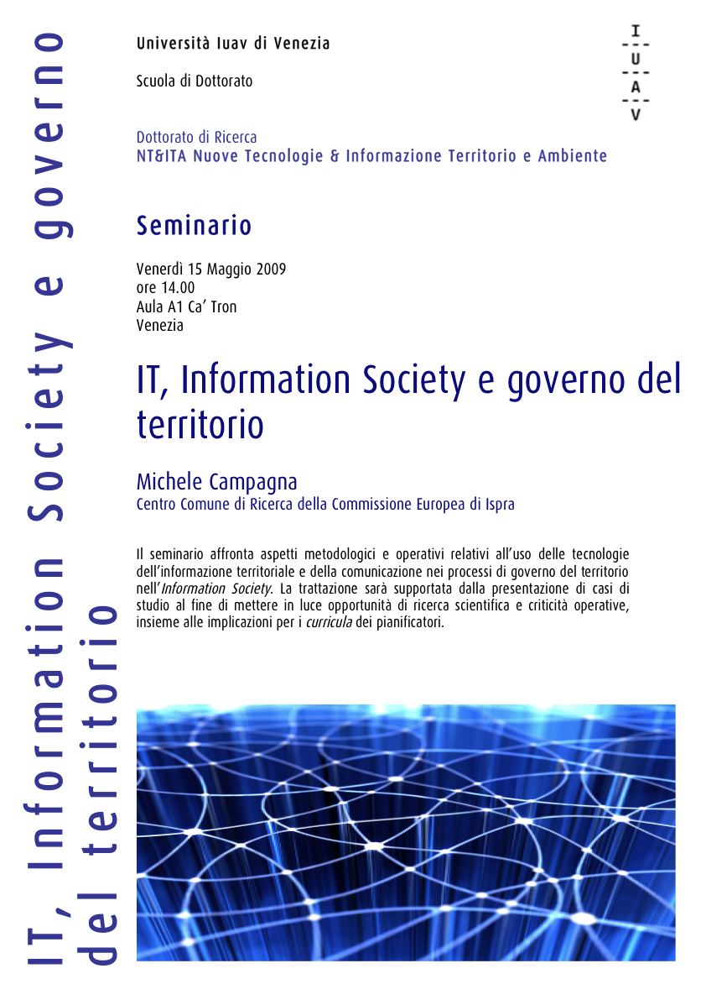 Università Iuav di Venezia
I
U
A
V
Scuola di Dottorato
Dottorato di Ricerca
NT&ITA Nuove Tecnologie & Informazione Territorio e Ambiente
Seminario
Venerdì 15 Maggio 2009
ore 14.00
Aula A1 Ca’ Tron
Venezia
IT, Information Society e governo del
territorio
Michele Campagna
Centro Comune di Ricerca della Commissione Europea di Ispra
Il seminario affronta aspetti metodologici e operativi relativi all’uso delle tecnologie
dell’informazione territoriale e della comunicazione nei processi di governo del territorio
nell’Information Society. La trattazione sarà supportata dalla presentazione di casi di
studio al fine di mettere in luce opportunità di ricerca scientifica e criticità operative,
insieme alle implicazioni per i curricula dei pianificatori.
IT, Information Society e governo
del territorio